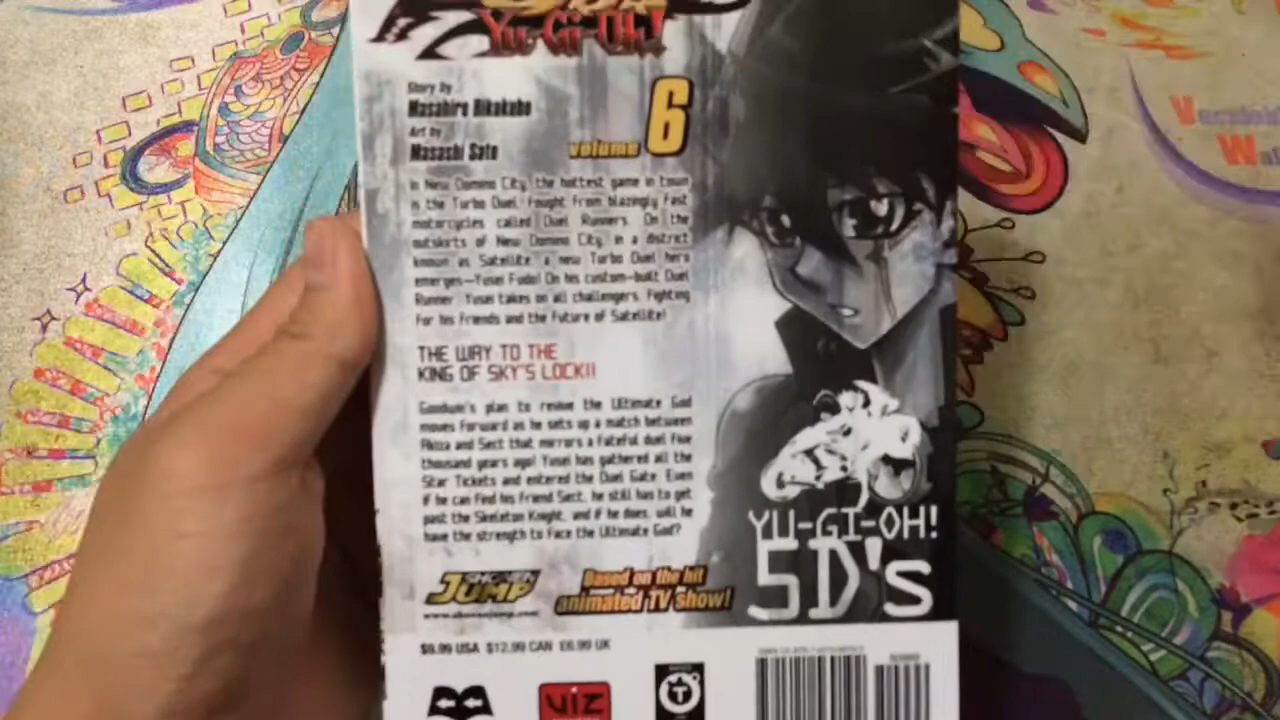 Yu-Gi-Oh!
Story by
Masahiro Hikokubo
Art by
Masashi Sato
volume 6
In New Domino City, the hottest game in town
is the Turbo Duel, fought from blazingly fast
motorcycles called Duel Runners. On the
outskirts of New Domino City, in a district
known as Satellite, a new Turbo Duel hero
emerges—Yusei Fudo! On his custom-built Duel
Runner, Yusei takes on all challengers, fighting
for his friends and the future of Satellite!
THE WAY TO THE
KING OF SKY'S LOCK!!
Goodwin's plan to revive the Ultimate God
moves forward as he sets up a match between
Akiza and Sect that mirrors a fateful duel five
thousand years ago! Yusei has gathered all the
Star Tickets and entered the Duel Gate. Even
if he can find his friend Sect, he still has to get
past the Skeleton Knight, and if he does, will he
have the strength to face the Ultimate God?
YU-GI-OH!
5D's
SHONEN
JUMP
www.shonenjump.com
Based on the hit
animated TV show!
$9.99 USA $12.99 CAN £6.99 UK
VIZ
T